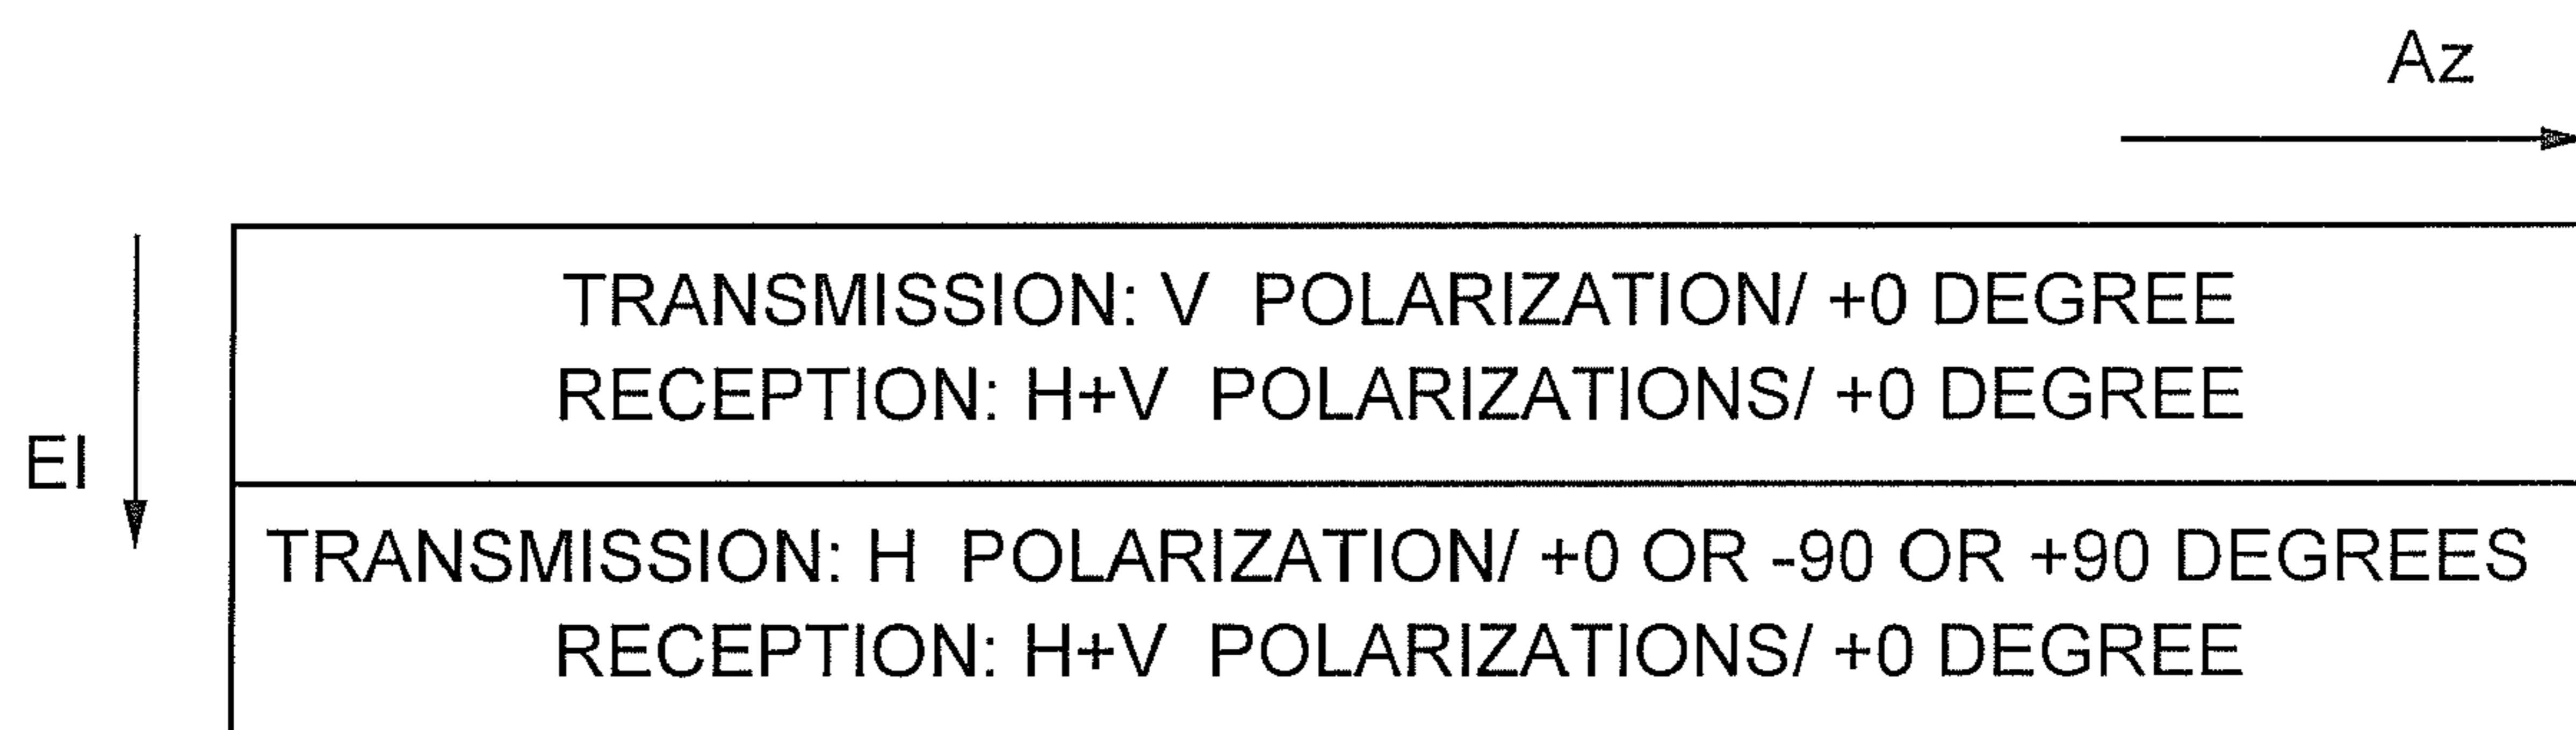 Az
TRANSMISSION: V POLARIZATION/ +0 DEGREE
RECEPTION: H+V POLARIZATIONS/ +0 DEGREE
El
TRANSMISSION: H POLARIZATION/ +0 OR -90 OR +90 DEGREES
RECEPTION: H+V POLARIZATIONS/ +0 DEGREE